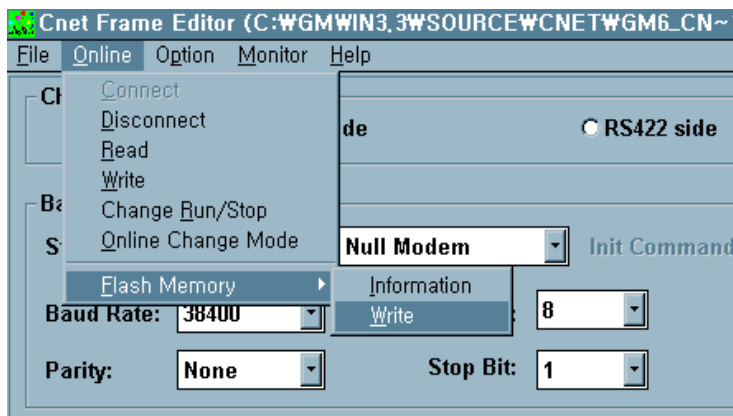 Cnet Frame Editor (C:₩GMWIN3,3₩SOURCE₩CNET₩GM6_CN~
File Online Option Monitor Help
Ch
Connect
Disconnect
de
RS422 side
Read
Write
Ba
Change Run/Stop
S
Online Change Mode
Null Modem
Init Command
Flash Memory
Information
Baud Rate:
38400
Write
:
8
Parity:
None
Stop Bit:
1